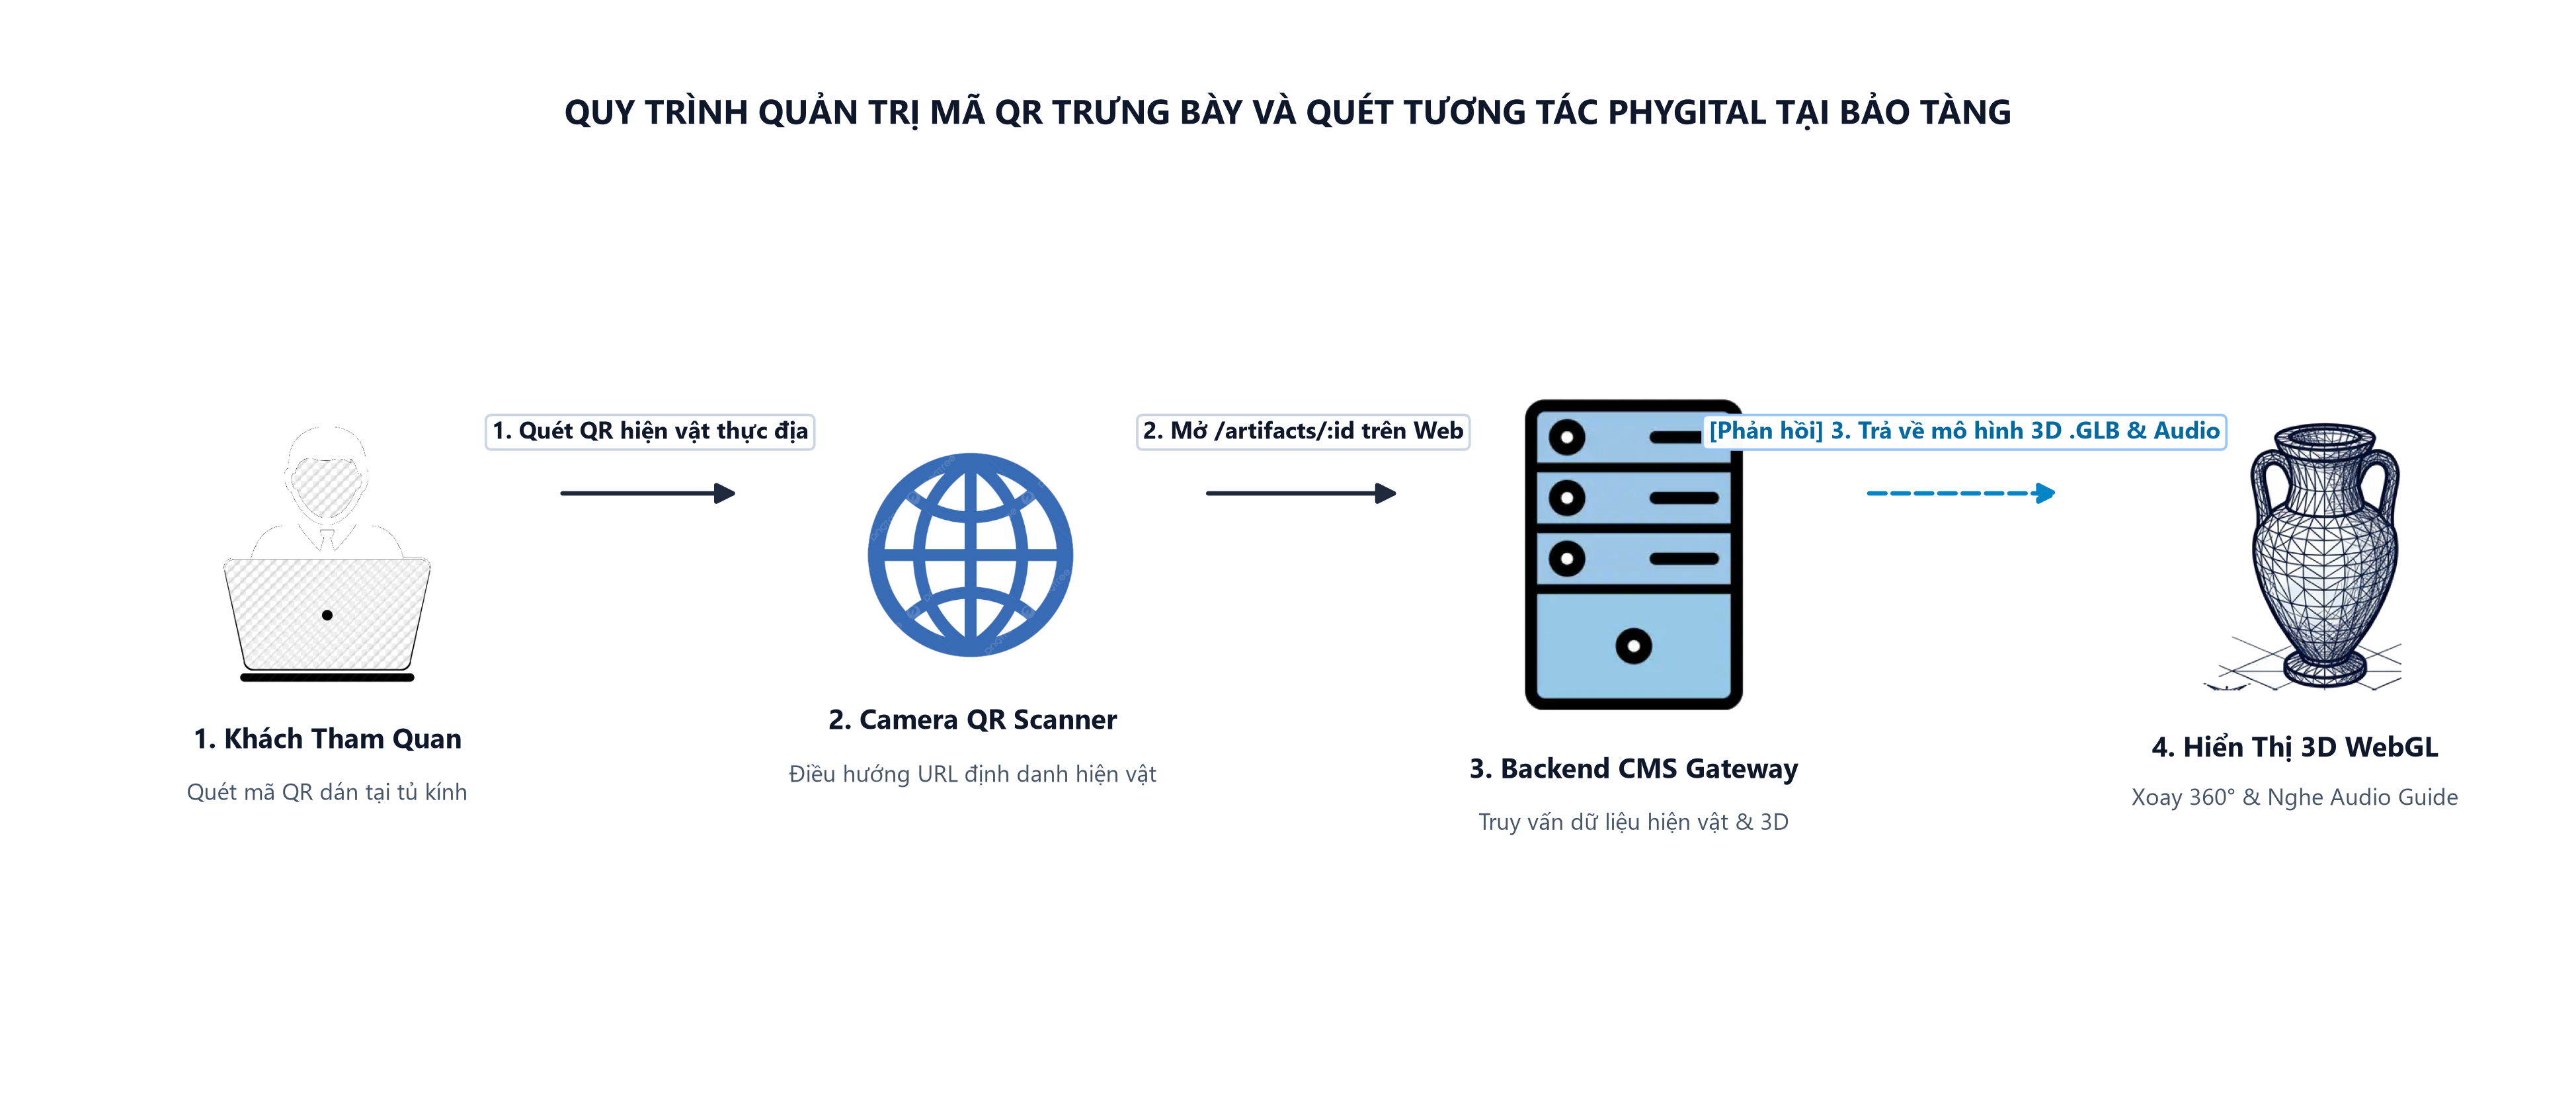 QUY TRÌNH QUẢN TRỊ MÃ QR TRƯNG BÀY VÀ QUÉT TƯƠNG TÁC PHYGITAL TẠI BẢO TÀNG
1. Quét QR hiện vật thực địa
2. Mở /artifacts/:id trên Web
[Phản hồi] 3. Trả về mô hình 3D .GLB & Audio
1. Khách Tham Quan
Quét mã QR dán tại tủ kính
2. Camera QR Scanner
Điều hướng URL định danh hiện vật
3. Backend CMS Gateway
Truy vấn dữ liệu hiện vật & 3D
4. Hiển Thị 3D WebGL
Xoay 360° & Nghe Audio Guide